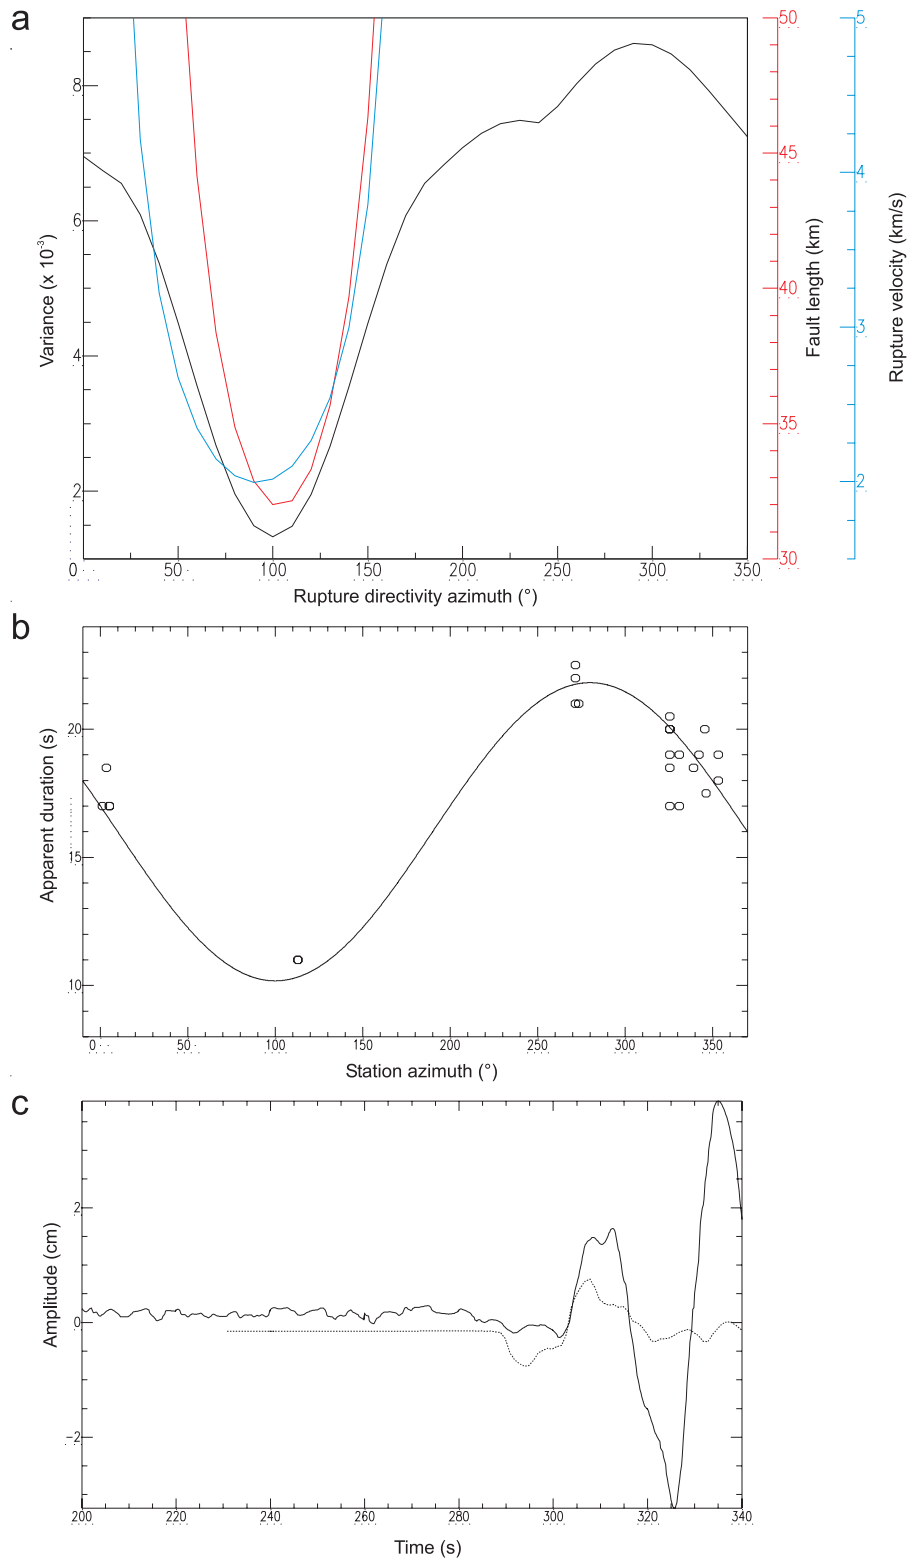 a
8
6
4
2
Variance (x 10⁻³)
0 50 100 150 200 250 300 350
Rupture directivity azimuth (°)
50
45
40
35
30
Fault length (km)
5
4
3
2
Rupture velocity (km/s)
b
20
15
10
Apparent duration (s)
0 50 100 150 200 250 300 350
Station azimuth (°)
c
2
0
-2
Amplitude (cm)
200 220 240 260 280 300 320 340
Time (s)